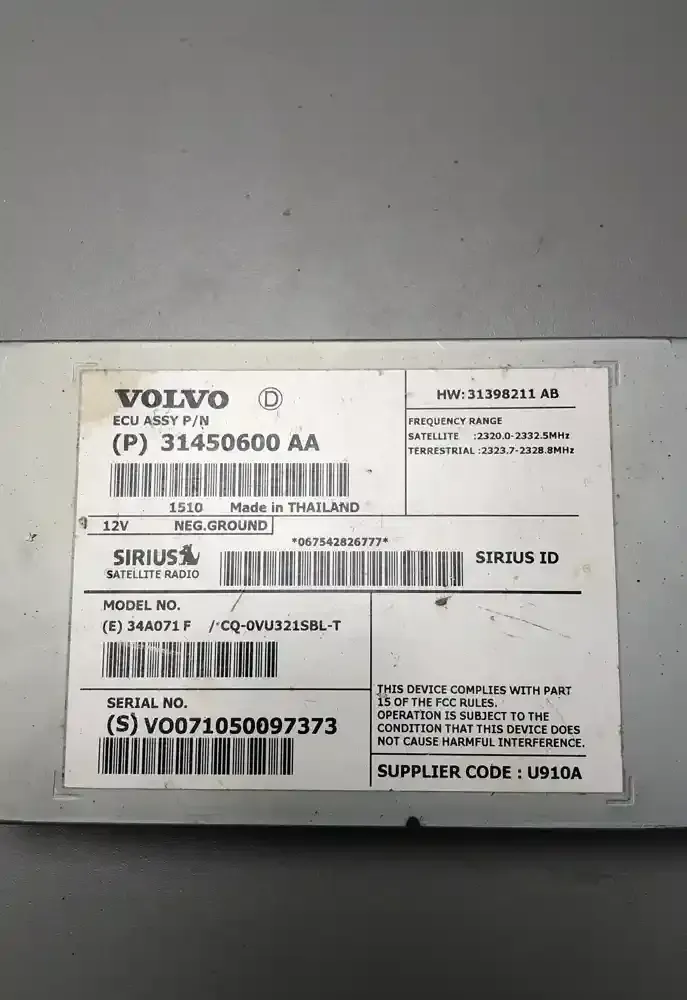 VOLVO D
ECU ASSY P/N
(P) 31450600 AA
1510 Made in THAILAND
HW: 31398211 AB
FREQUENCY RANGE
SATELLITE :2320.0-2332.5MHz
TERRESTRIAL :2323.7-2328.8MHz
12V NEG.GROUND
*067542826777*
SIRIUS
SATELLITE RADIO
SIRIUS ID
MODEL NO.
(E) 34A071 F / CQ-0VU321SBL-T
SERIAL NO.
(S) VO071050097373
THIS DEVICE COMPLIES WITH PART
15 OF THE FCC RULES.
OPERATION IS SUBJECT TO THE
CONDITION THAT THIS DEVICE DOES
NOT CAUSE HARMFUL INTERFERENCE.
SUPPLIER CODE : U910A